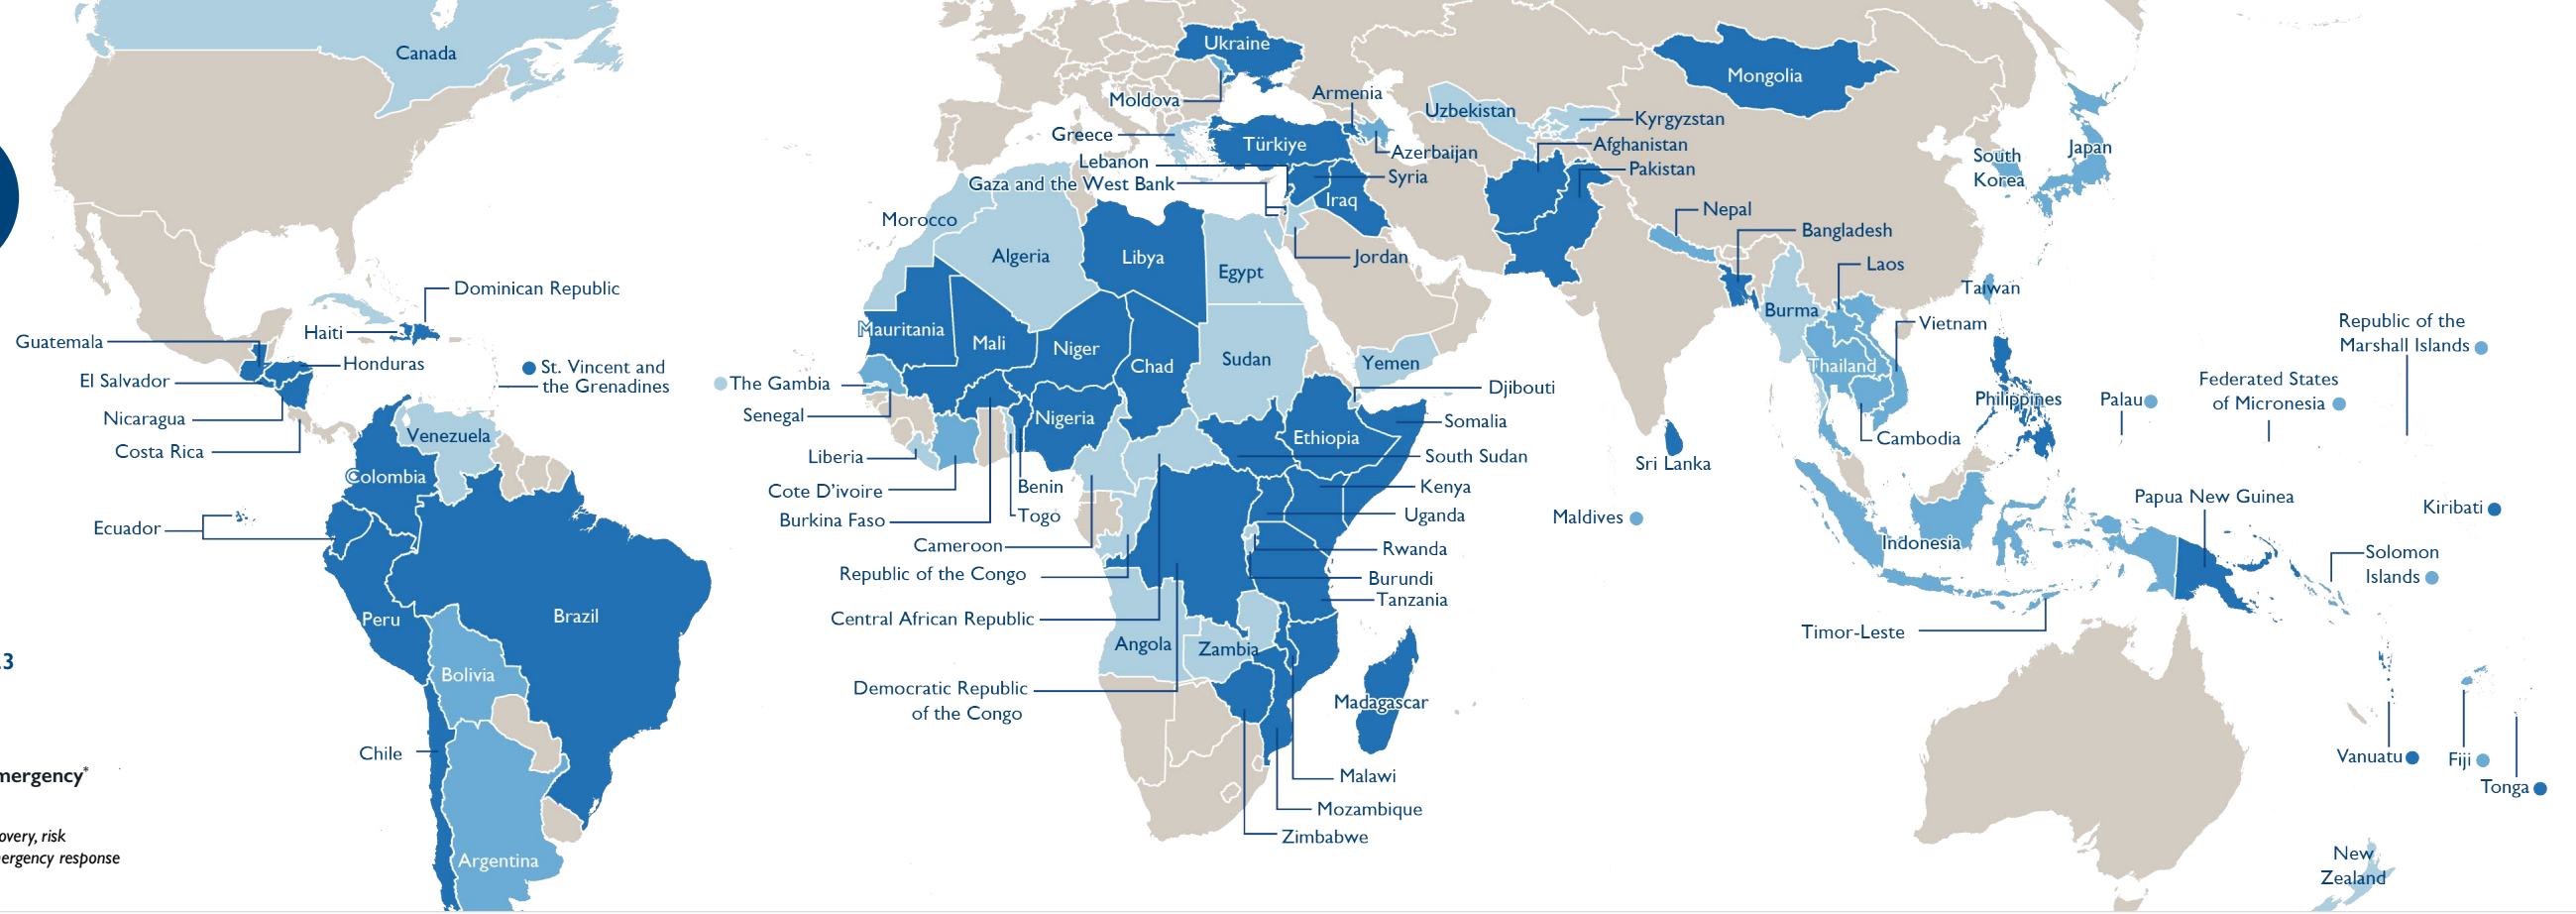 Canada
Ukraine
Mongolia
Moldova
Armenia
Uzbekistan
Kyrgyzstan
Greece
Türkiye
Azerbaijan
Afghanistan
Lebanon
Pakistan
Gaza and the West Bank
Syria
Iraq
South
Korea
Japan
Morocco
Nepal
Algeria
Libya
Egypt
Jordan
Bangladesh
Laos
Dominican Republic
Taiwan
Burma
Haiti
Guatemala
Mauritania
Mali
Niger
Chad
Sudan
Yemen
Vietnam
Thailand
Republic of the
Marshall Islands
Honduras
St. Vincent and
the Grenadines
El Salvador
The Gambia
Djibouti
Federated States
of Micronesia
Philippines
Palau
Nicaragua
Senegal
Nigeria
Somalia
Costa Rica
Venezuela
Ethiopia
Cambodia
Liberia
South Sudan
Sri Lanka
Colombia
Cote D'ivoire
Benin
Kenya
Papua New Guinea
Ecuador
Burkina Faso
Togo
Uganda
Maldives
Kiribati
Cameroon
Rwanda
Indonesia
Solomon
Islands
Republic of the Congo
Burundi
Tanzania
Peru
Brazil
Central African Republic
Timor-Leste
Angola
Zambia
.3
Bolivia
Democratic Republic
of the Congo
Madagascar
Chile
Malawi
Vanuatu
Fiji
Tonga
mergency*
Mozambique
Zimbabwe
overy, risk
ergency response
Argentina
New
Zealand